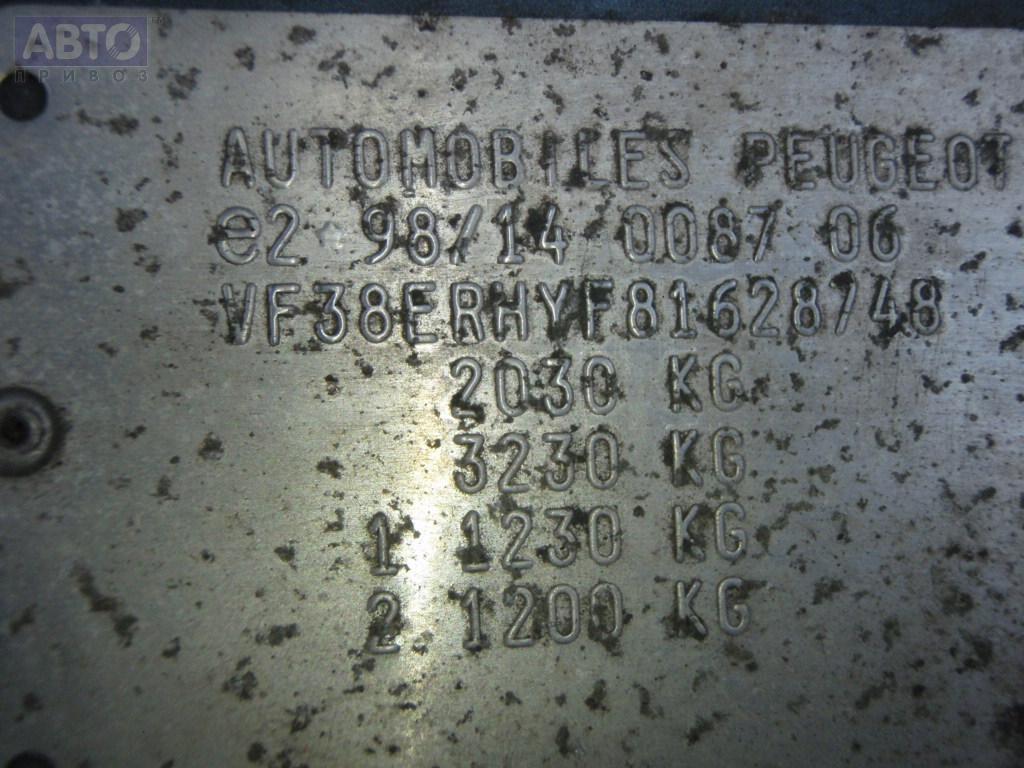 АВТО
ПРИВОЗ
AUTOMOBILES PEUGEOT
e2*98/14*0087*06
VF38ERHYF81628748
2030 KG
3230 KG
1 1230 KG
2 1200 KG